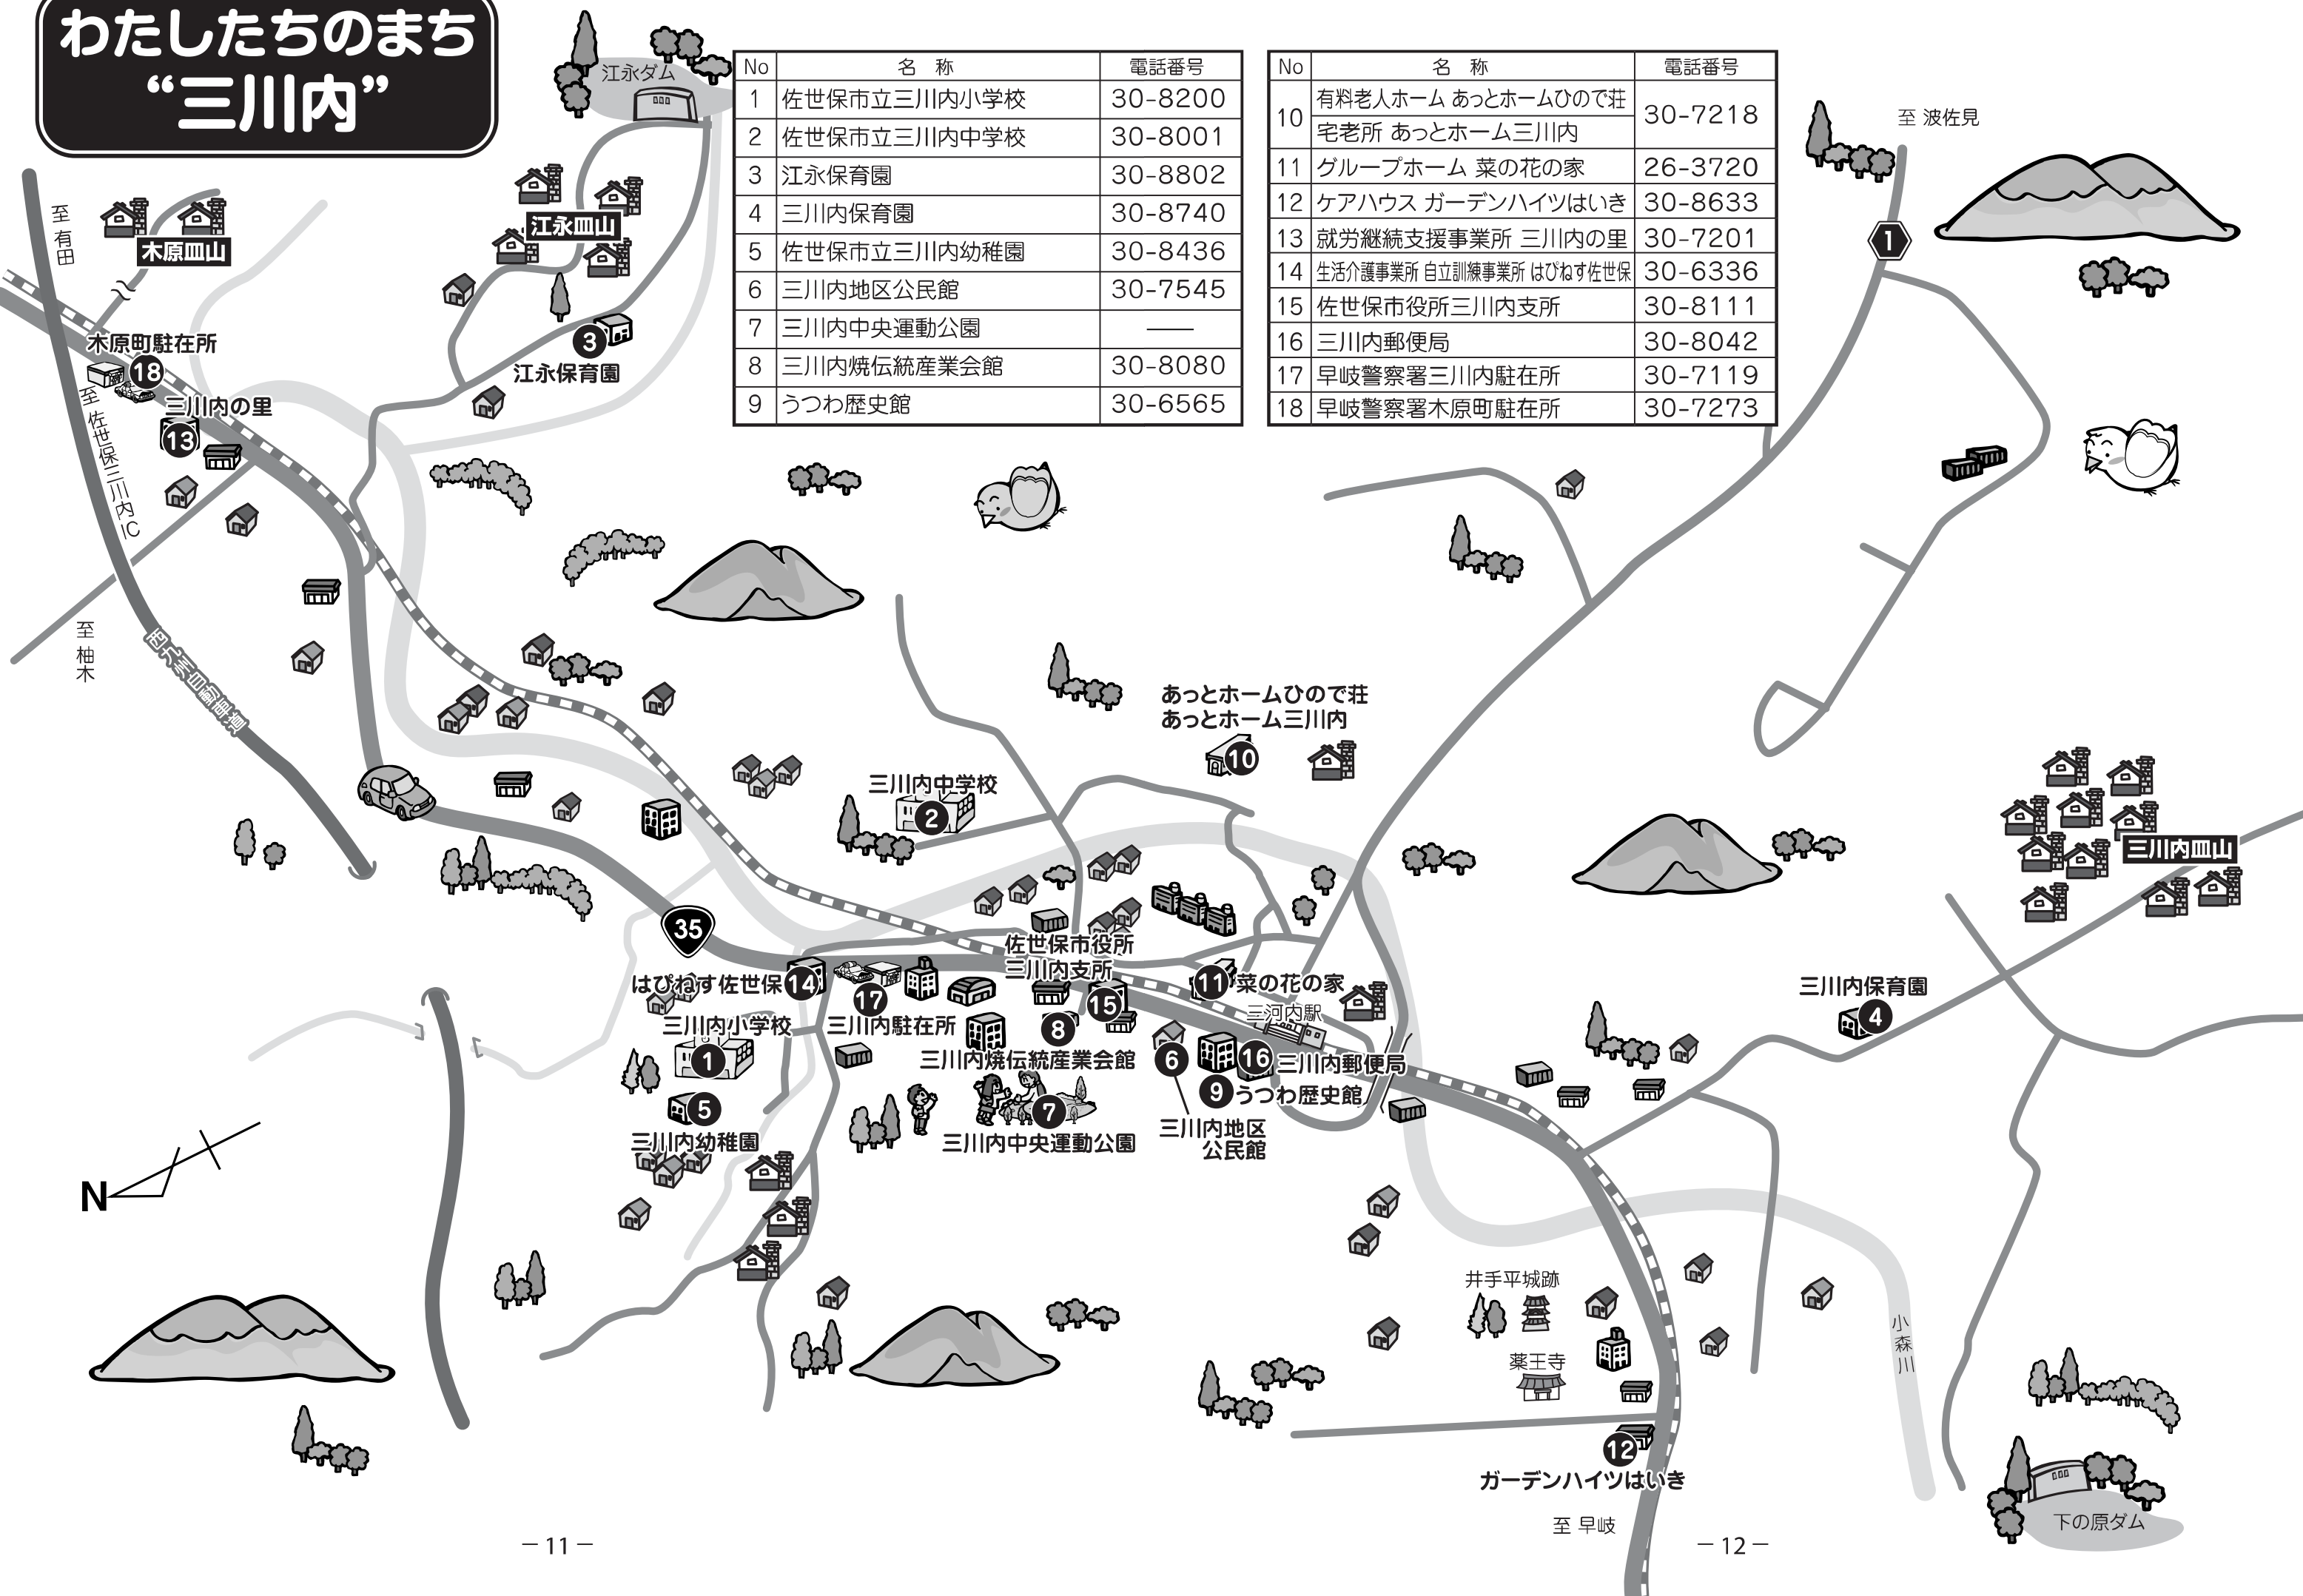 わたしたちのまち
“三川内”
No 名 称 電話番号
1 佐世保市立三川内小学校 30-8200
2 佐世保市立三川内中学校 30-8001
3 江永保育園 30-8802
4 三川内保育園 30-8740
5 佐世保市立三川内幼稚園 30-8436
6 三川内地区公民館 30-7545
7 三川内中央運動公園 ――
8 三川内焼伝統産業会館 30-8080
9 うつわ歴史館 30-6565
No 名 称 電話番号
10 有料老人ホーム あっとホームひので荘 30-7218
宅老所 あっとホーム三川内
11 グループホーム 菜の花の家 26-3720
12 ケアハウス ガーデンハイツはいき 30-8633
13 就労継続支援事業所 三川内の里 30-7201
14 生活介護事業所 自立訓練事業所 はぴねす佐世保 30-6336
15 佐世保市役所三川内支所 30-8111
16 三川内郵便局 30-8042
17 早岐警察署三川内駐在所 30-7119
18 早岐警察署木原町駐在所 30-7273
江永ダム
至 波佐見
1
至 有田
木原皿山
江永皿山
3
江永保育園
木原町駐在所
18
至 佐世保三川内IC
三川内の里
13
至 柚木
西九州自動車道
あっとホームひので荘
あっとホーム三川内
10
三川内中学校
2
三川内皿山
35
佐世保市役所
三川内支所
15
はぴねす佐世保
14
17
三川内駐在所
11
菜の花の家
三河内駅
三川内保育園
4
三川内小学校
1
8
三川内焼伝統産業会館
6
16
三川内郵便局
9
うつわ歴史館
5
三川内幼稚園
7
三川内中央運動公園
三川内地区
公民館
N
井手平城跡
薬王寺
小森川
12
ガーデンハイツはいき
至 早岐
下の原ダム
－11－
－12－